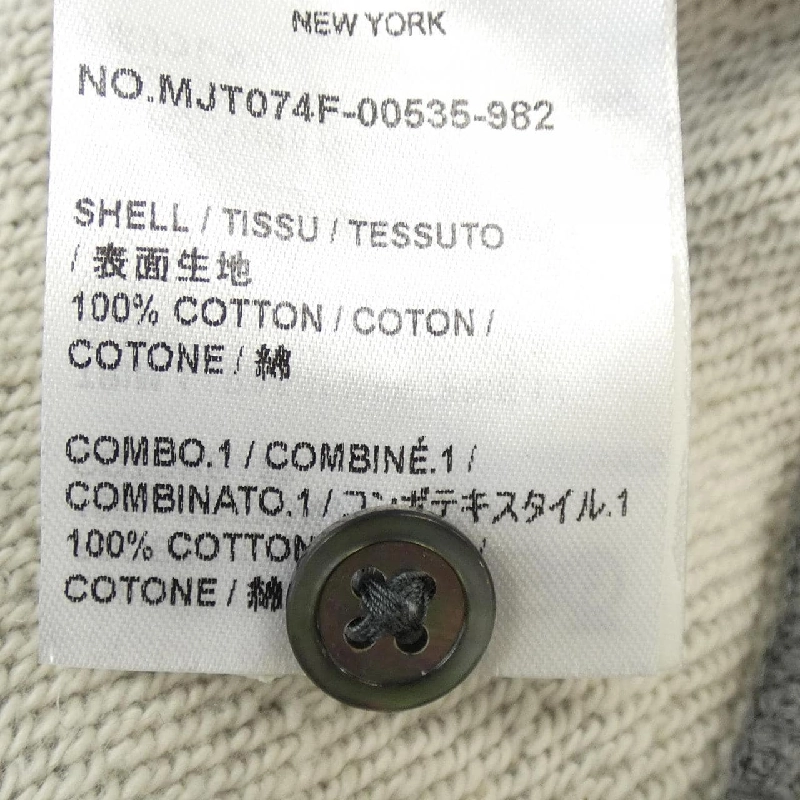 NEW YORK
NO.MJT074F-00535-982
SHELL / TISSU / TESSUTO
/ 表面生地
100% COTTON / COTON /
COTONE / 綿
COMBO.1 / COMBINÉ.1 /
COMBINATO.1 / コンボテキスタイル.1
100% COTTON /
COTONE / 綿